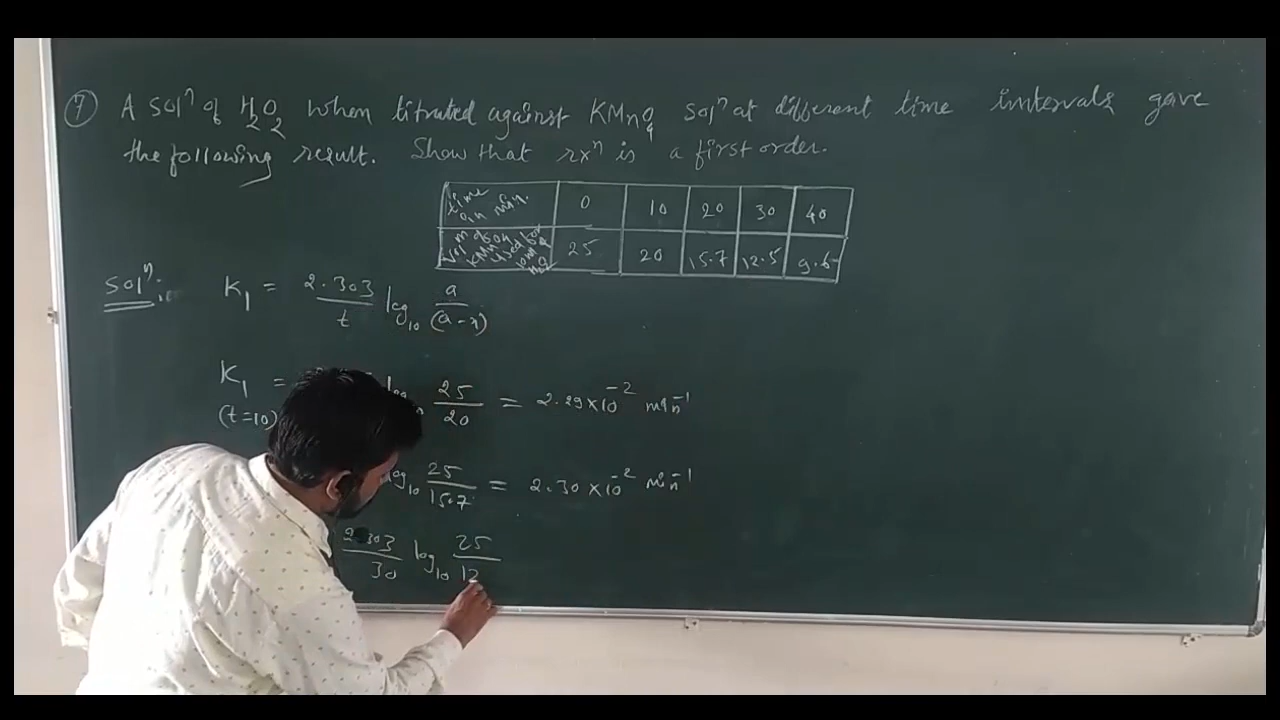 7 A solⁿ of H₂O₂ when titrated against KMnO₄ solⁿ at different time intervals gave
the following result. Show that rxⁿ is a first order.
time in min. 0 10 20 30 40
KMnO₄ used for 10ml of H₂O₂ 25 20 15.7 12.5 9.6
Solⁿ:
K₁ = 2.303/t log₁₀ a/(a-x)
K₁ = log 25/20 = 2.29×10⁻² min⁻¹
(t=10)
log₁₀ 25/15.7 = 2.30×10⁻² min⁻¹
2.303/30 log₁₀ 25/12